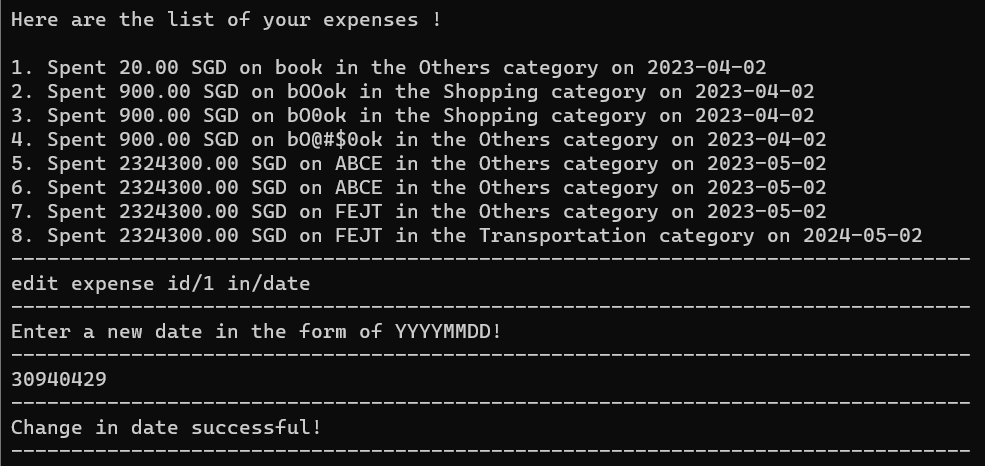 Here are the list of your expenses !
1. Spent 20.00 SGD on book in the Others category on 2023-04-02
2. Spent 900.00 SGD on bOOok in the Shopping category on 2023-04-02
3. Spent 900.00 SGD on bO0ok in the Shopping category on 2023-04-02
4. Spent 900.00 SGD on bO@#$0ok in the Others category on 2023-04-02
5. Spent 2324300.00 SGD on ABCE in the Others category on 2023-05-02
6. Spent 2324300.00 SGD on ABCE in the Others category on 2023-05-02
7. Spent 2324300.00 SGD on FEJT in the Others category on 2023-05-02
8. Spent 2324300.00 SGD on FEJT in the Transportation category on 2024-05-02
--------------------------------------------------------------------------------
edit expense id/1 in/date
--------------------------------------------------------------------------------
Enter a new date in the form of YYYYMMDD!
--------------------------------------------------------------------------------
30940429
--------------------------------------------------------------------------------
Change in date successful!
--------------------------------------------------------------------------------